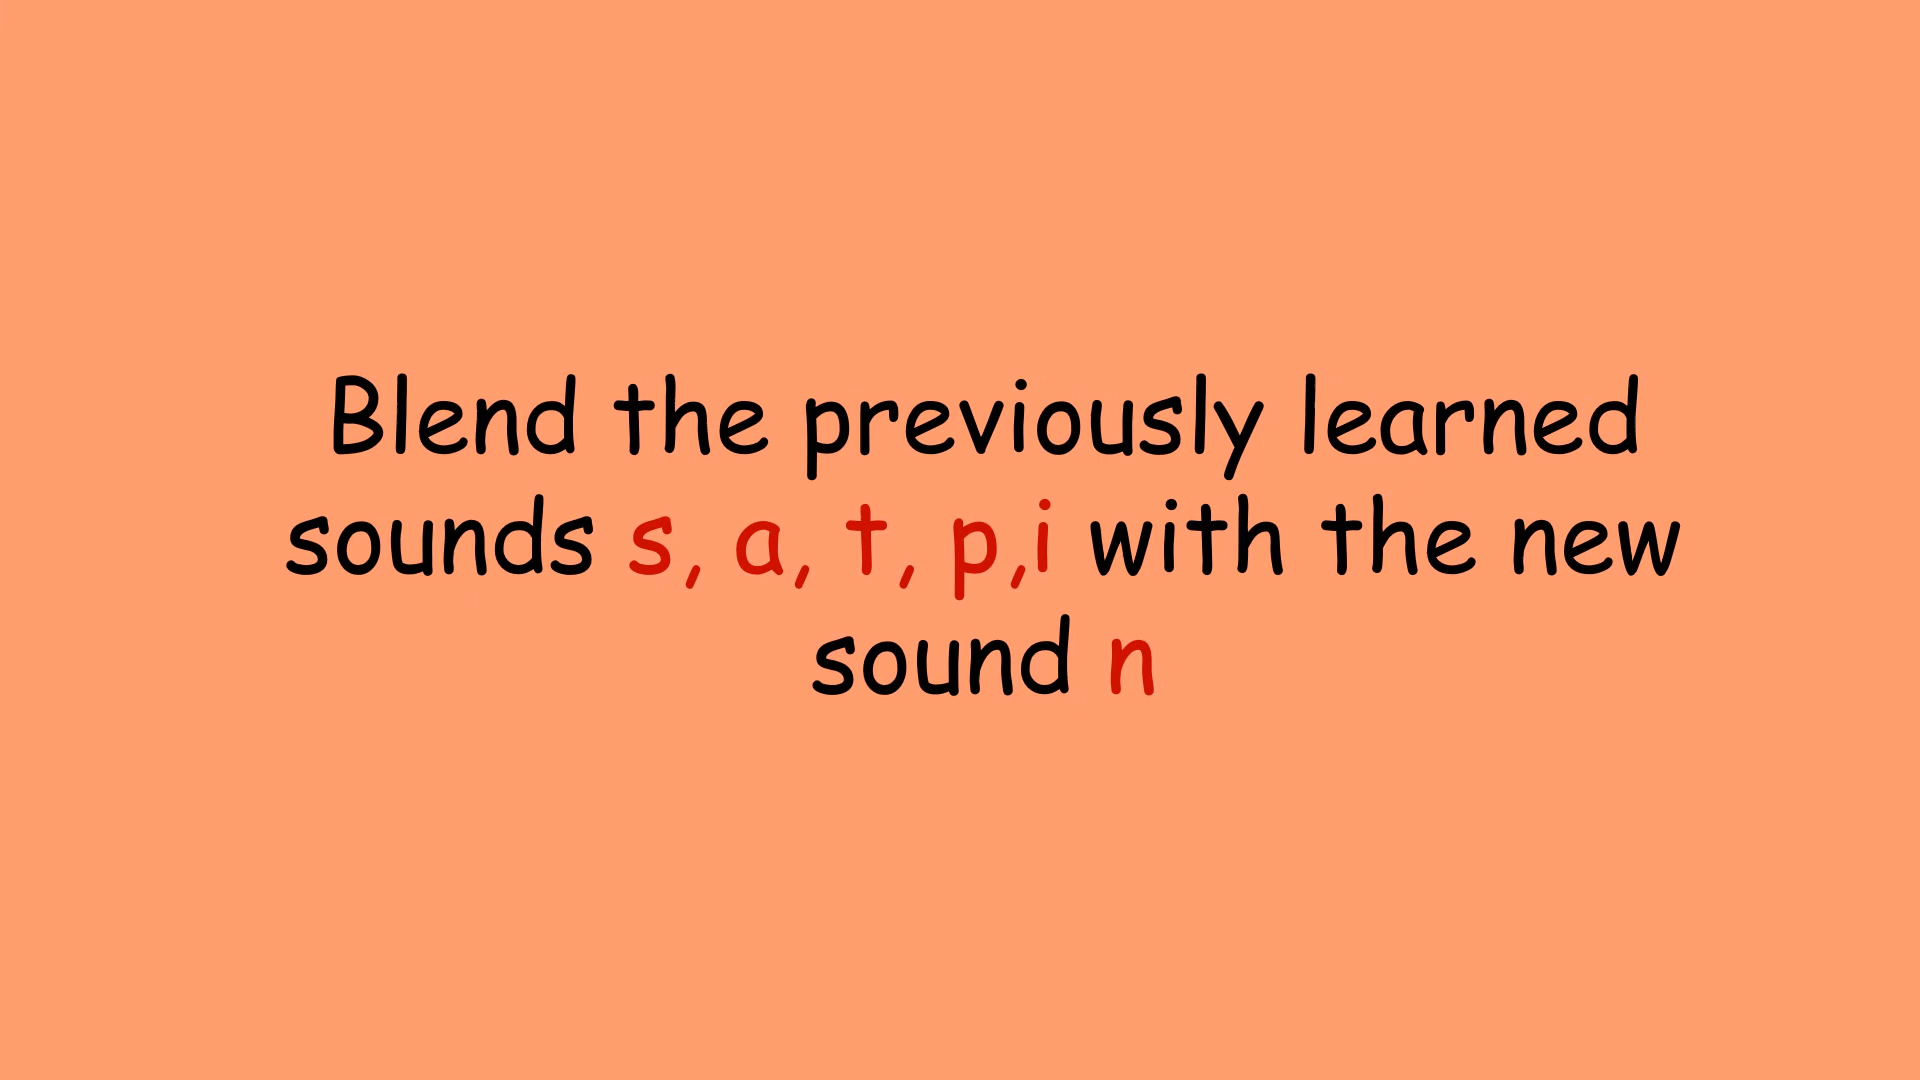 Blend the previously learned
sounds s, a, t, p,i with the new
sound n